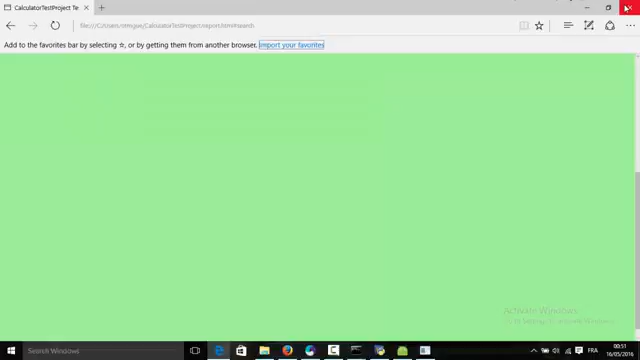 CalculatorTestProject Te
Add to the favorites bar by selecting ☆, or by getting them from another browser. Import your favorites
Activate Windows
Search Windows
FRA
00:51
16/05/2016